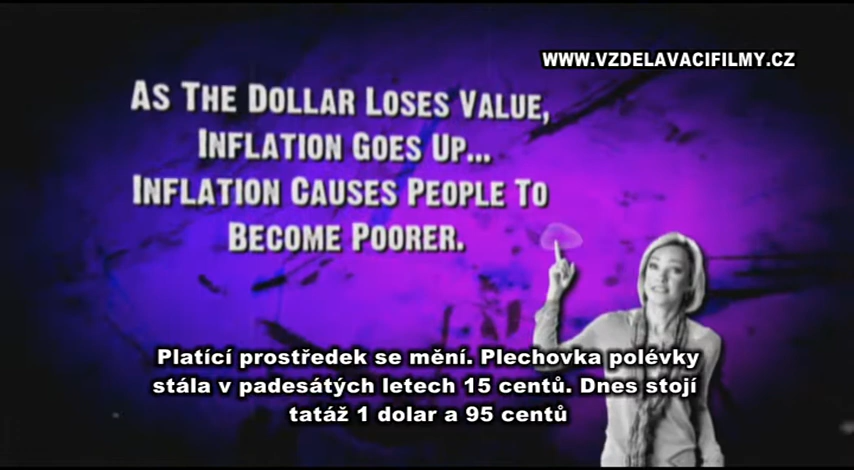 WWW.VZDELAVACIFILMY.CZ
AS THE DOLLAR LOSES VALUE,
INFLATION GOES UP...
INFLATION CAUSES PEOPLE TO
BECOME POORER.
Platící prostředek se mění. Plechovka polévky
stála v padesátých letech 15 centů. Dnes stojí
tatáž 1 dolar a 95 centů